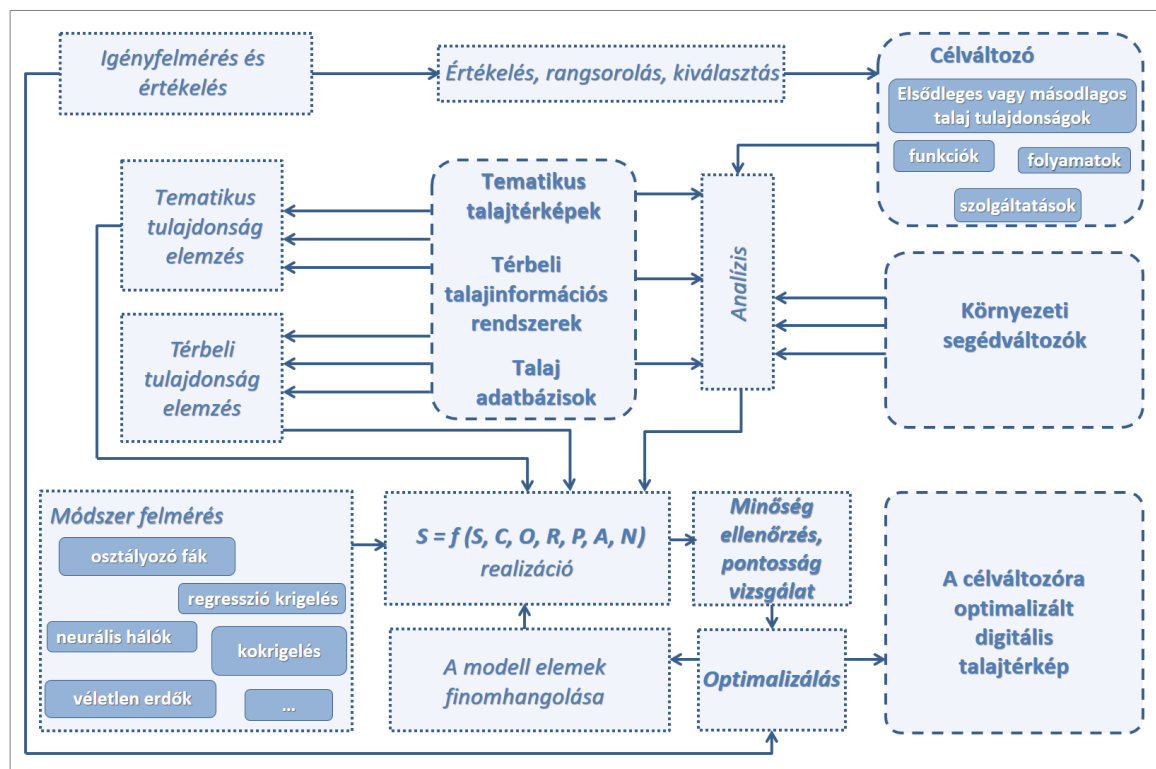 Igényfelmérés és
értékelés
Értékelés, rangsorolás, kiválasztás
Célváltozó
Elsődleges vagy másodlagos
talaj tulajdonságok
funkciók
folyamatok
szolgáltatások
Tematikus
tulajdonság
elemzés
Tematikus
talajtérképek
Térbeli
talajinformációs
rendszerek
Talaj
adatbázisok
Analízis
Környezeti
segédváltozók
Térbeli
tulajdonság
elemzés
Módszer felmérés
osztályozó fák
regresszió krigelés
neurális hálók
kokrigelés
véletlen erdők
...
S = f (S, C, O, R, P, A, N)
realizáció
Minőség
ellenőrzés,
pontosság
vizsgálat
A modell elemek
finomhangolása
Optimalizálás
A célváltozóra
optimalizált
digitális
talajtérkép